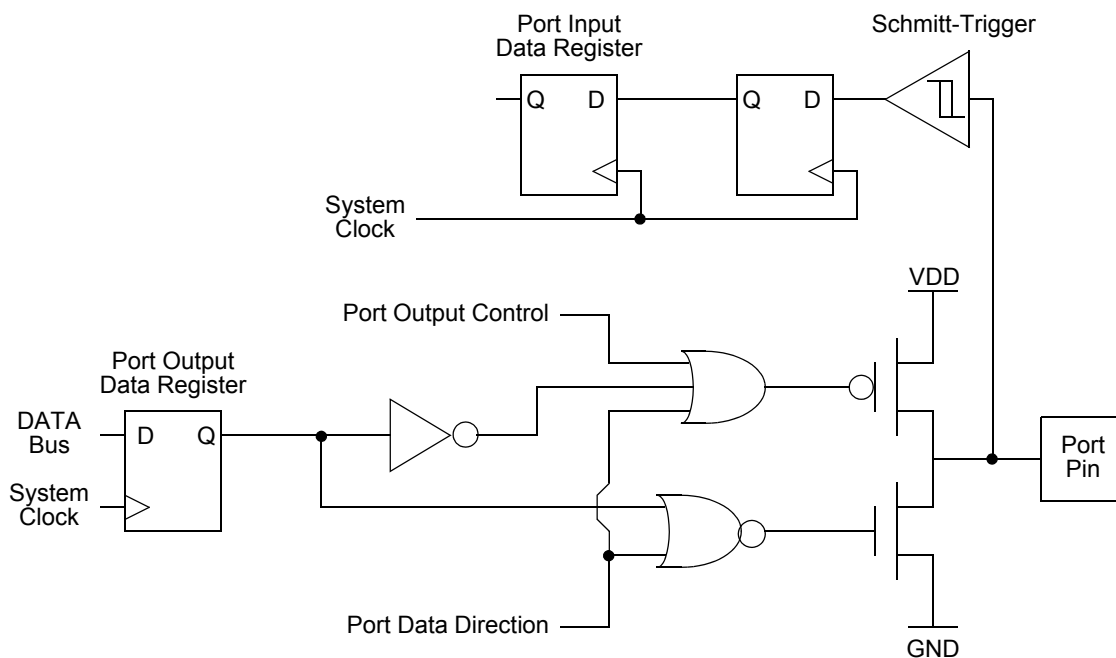 Port Input
Data Register
Schmitt-Trigger
Q D
Q D
System
Clock
VDD
Port Output Control
Port Output
Data Register
DATA
Bus
D Q
System
Clock
Port
Pin
Port Data Direction
GND